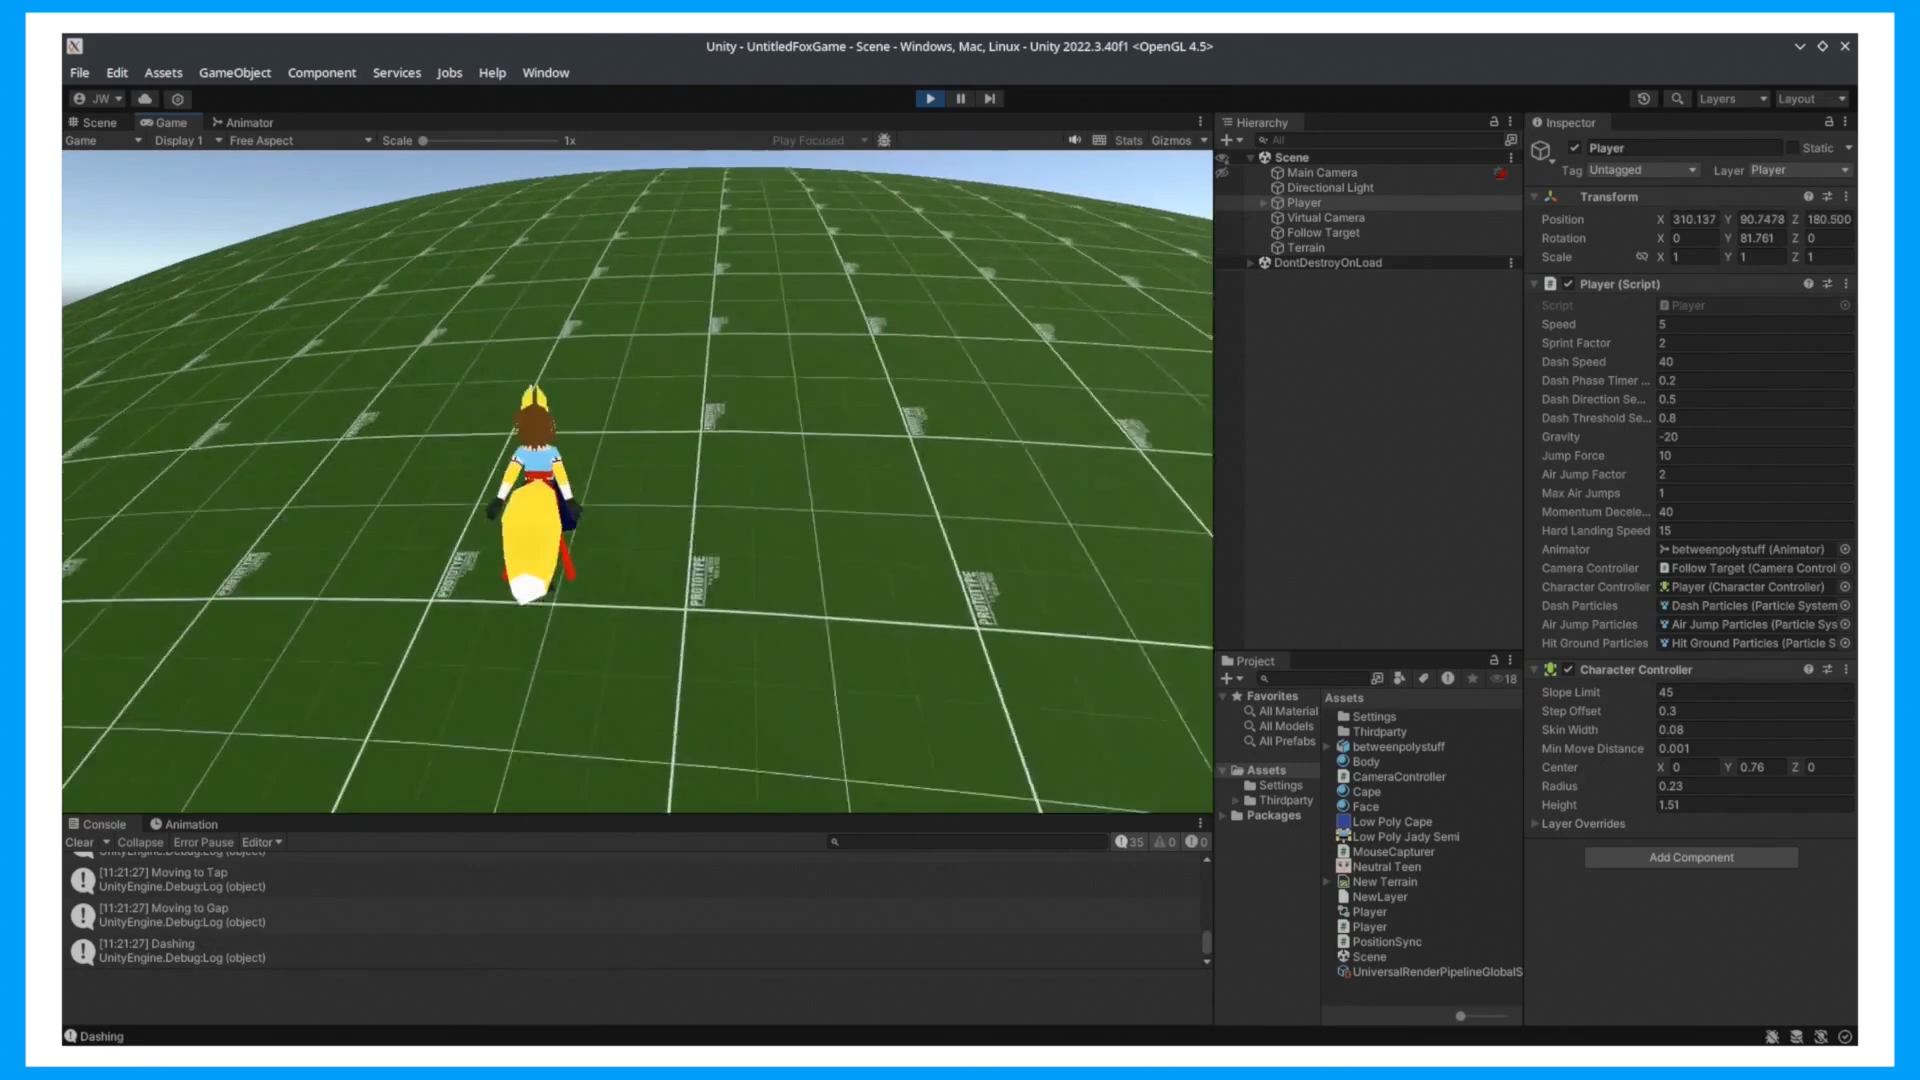 Unity - UntitledFoxGame - Scene - Windows, Mac, Linux - Unity 2022.3.40f1 <OpenGL 4.5>
File Edit Assets GameObject Component Services Jobs Help Window
JW Layers Layout
Scene Game Animator
Game Display 1 Free Aspect Scale 1x Play Focused Stats Gizmos
PROTOTYPE PROTOTYPE PROTOTYPE PROTOTYPE
Console Animation
Clear Collapse Error Pause Editor 35 0 0
UnityEngine.Debug:Log (object)
[11:21:27] Moving to Tap
UnityEngine.Debug:Log (object)
[11:21:27] Moving to Gap
UnityEngine.Debug:Log (object)
[11:21:27] Dashing
UnityEngine.Debug:Log (object)
Dashing
Hierarchy
All
Scene
Main Camera
Directional Light
Player
Virtual Camera
Follow Target
Terrain
DontDestroyOnLoad
Project
18
Favorites
All Material
All Models
All Prefabs
Assets
Settings
Thirdparty
Packages
Assets
Settings
Thirdparty
betweenpolystuff
Body
CameraController
Cape
Face
Low Poly Cape
Low Poly Jady Semi
MouseCapturer
Neutral Teen
New Terrain
NewLayer
Player
Player
PositionSync
Scene
UniversalRenderPipelineGlobalS
Inspector
Player Static
Tag Untagged Layer Player
Transform
Position X 310.137 Y 90.7478 Z 180.500
Rotation X 0 Y 81.761 Z 0
Scale X 1 Y 1 Z 1
Player (Script)
Script Player
Speed 5
Sprint Factor 2
Dash Speed 40
Dash Phase Timer ... 0.2
Dash Direction Se... 0.5
Dash Threshold Se... 0.8
Gravity -20
Jump Force 10
Air Jump Factor 2
Max Air Jumps 1
Momentum Decele... 40
Hard Landing Speed 15
Animator betweenpolystuff (Animator)
Camera Controller Follow Target (Camera Control
Character Controller Player (Character Controller)
Dash Particles Dash Particles (Particle System
Air Jump Particles Air Jump Particles (Particle Sys
Hit Ground Particles Hit Ground Particles (Particle S
Character Controller
Slope Limit 45
Step Offset 0.3
Skin Width 0.08
Min Move Distance 0.001
Center X 0 Y 0.76 Z 0
Radius 0.23
Height 1.51
Layer Overrides
Add Component